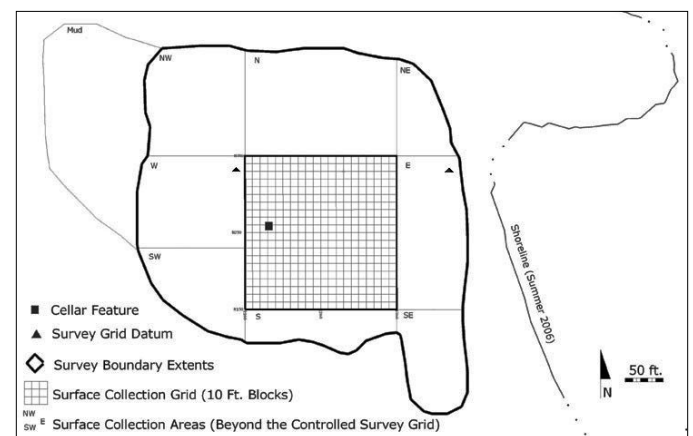 Mud
NW
N
NE
W
E
SW
S
SE
Shoreline (Summer 2006)
Cellar Feature
Survey Grid Datum
Survey Boundary Extents
Surface Collection Grid (10 Ft. Blocks)
NW
SW E Surface Collection Areas (Beyond the Controlled Survey Grid)
N
50 ft.